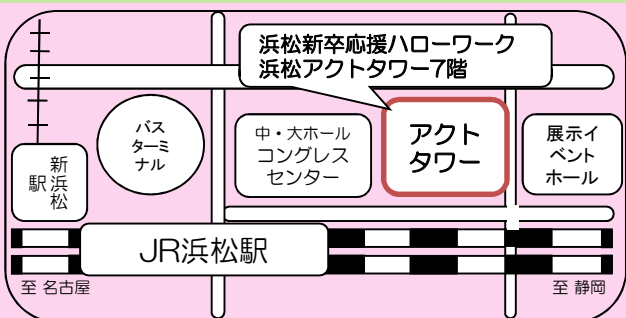 浜松新卒応援ハローワーク
浜松アクトタワー7階
バス
ターミ
ナル
中・大ホール
コングレス
センター
アクト
タワー
展示イ
ベント
ホール
新浜松
駅
JR浜松駅
至 名古屋
至 静岡